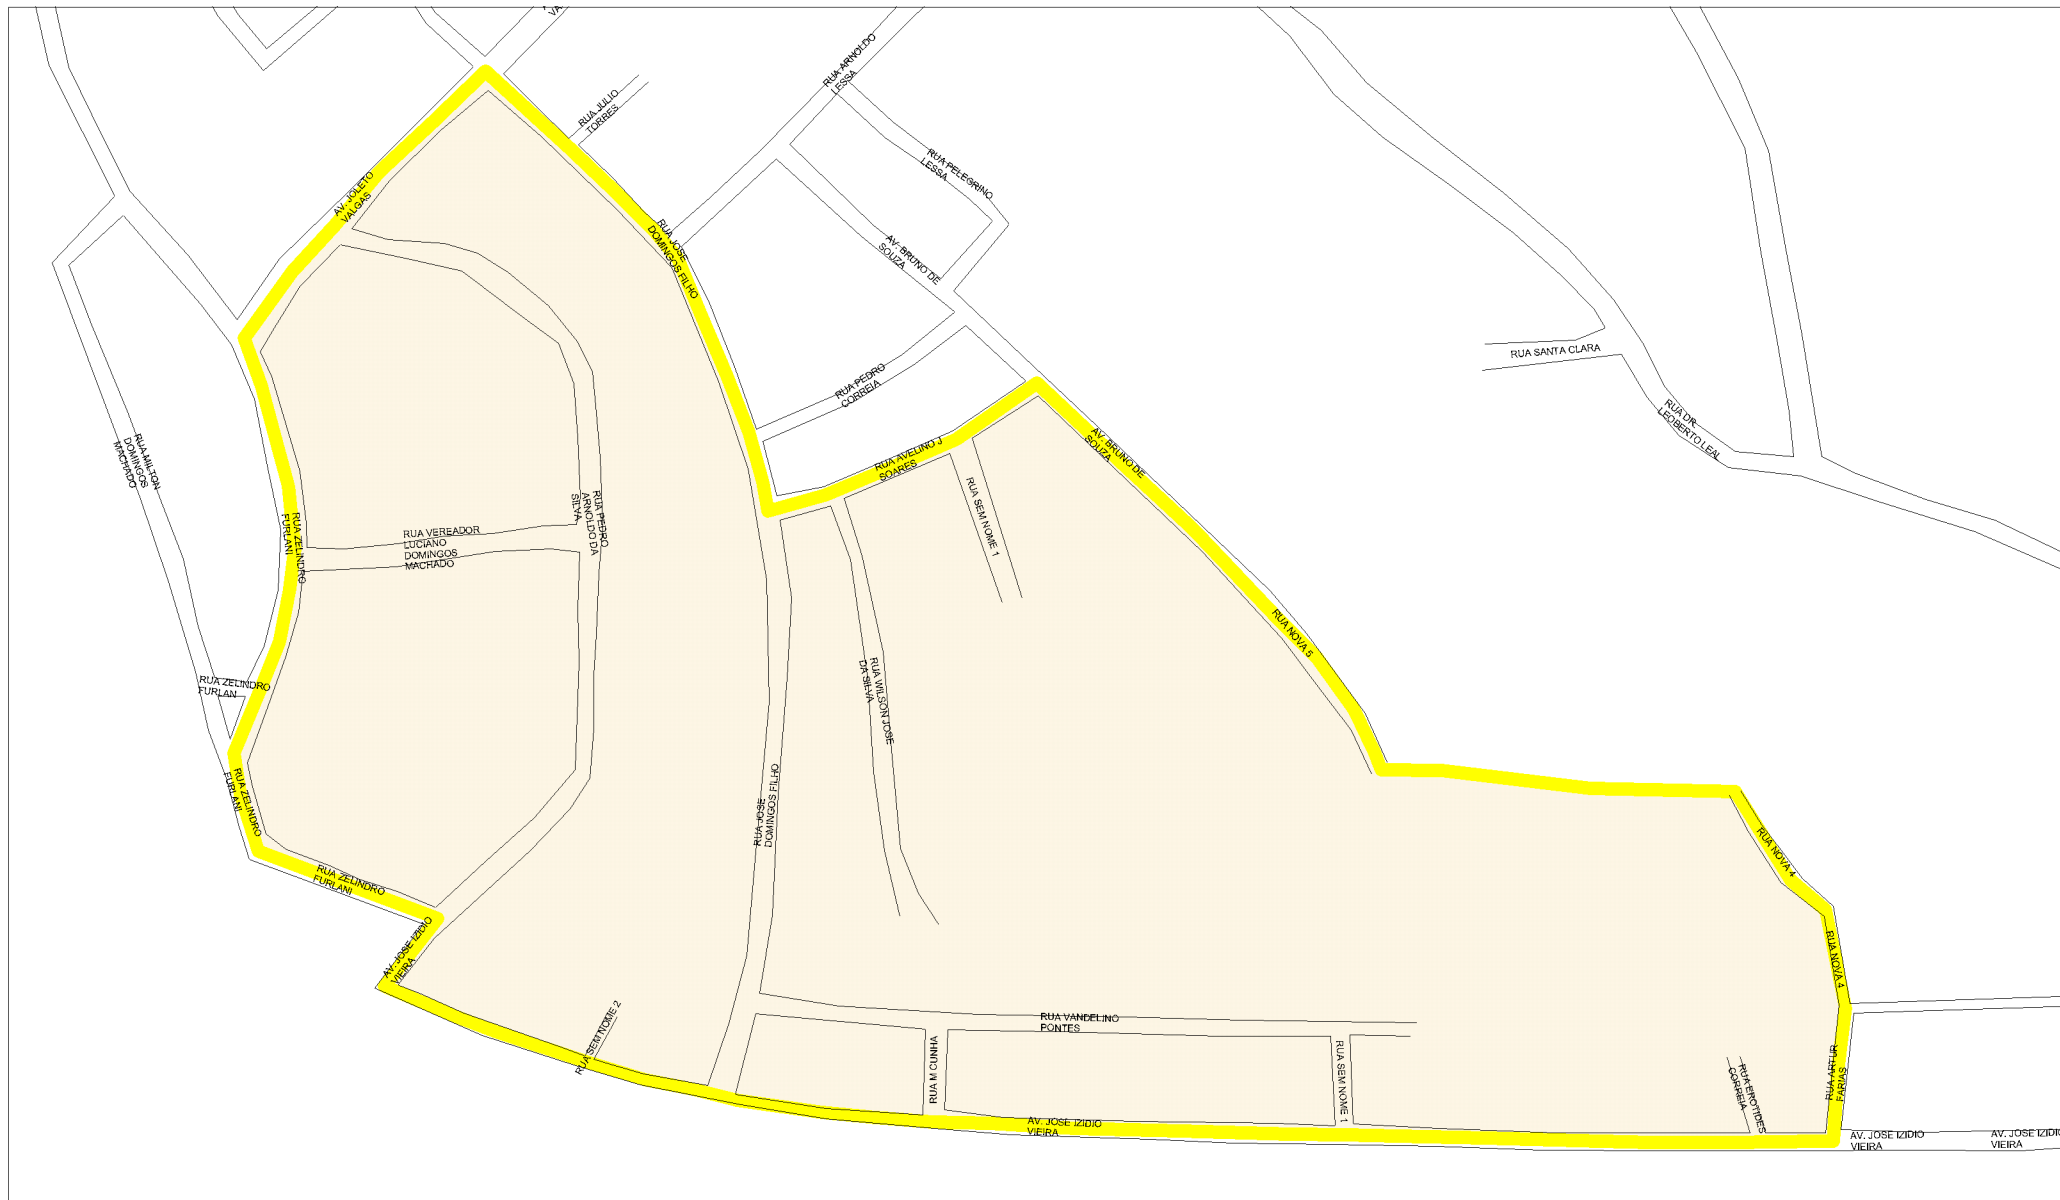 VA
RUA ARNOLDO
LESSA
RUA JULIO
TORRES
RUA PELEGRINO
LESSA
AV. JOLETO
VALGAS
RUA JOSE
DOMINGOS FILHO
AV. BRUNO DE
SOUZA
RUA SANTA CLARA
RUA PEDRO
CORREIA
RUA DR.
LEOBERTO LEAL
RUA MILTON
DOMINGOS
MACHADO
RUA AVELINO J
SOARES
AV. BRUNO DE
SOUZA
RUA SEM NOME 1
RUA PEDRO
ARNOLDO DA
SILVA
RUA ZELINDRO
FURLANI
RUA VEREADOR
LUCIANO
DOMINGOS
MACHADO
RUA NOVA 5
RUA ZELINDRO
FURLAN
RUA WILSON JOSE
DA SILVA
RUA ZELINDRO
FURLANI
RUA JOSE
DOMINGOS FILHO
RUA NOVA 4
RUA ZELINDRO
FURLANI
AV. JOSE IZIDIO
VIEIRA
RUA NOVA 4
RUA SEM NOME 2
RUA VANDELINO
PONTES
RUA M CUNHA
RUA SEM NOME 1
RUA EROTIDES
CORREIA
RUA ARTUR
FARIAS
AV. JOSE IZIDIO
VIEIRA
AV. JOSE IZIDIO
VIEIRA
AV. JOSE IZIDIO
VIEIRA